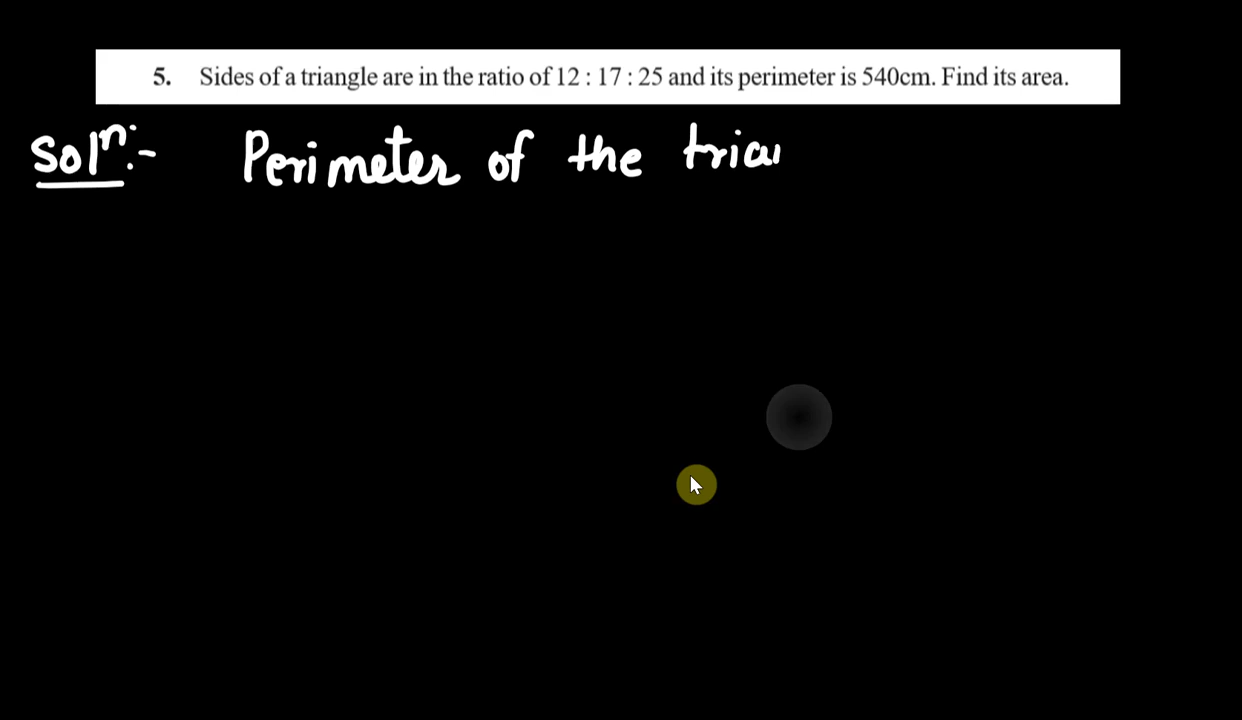 5. Sides of a triangle are in the ratio of 12 : 17 : 25 and its perimeter is 540cm. Find its area.
Solⁿ:- Perimeter of the trian